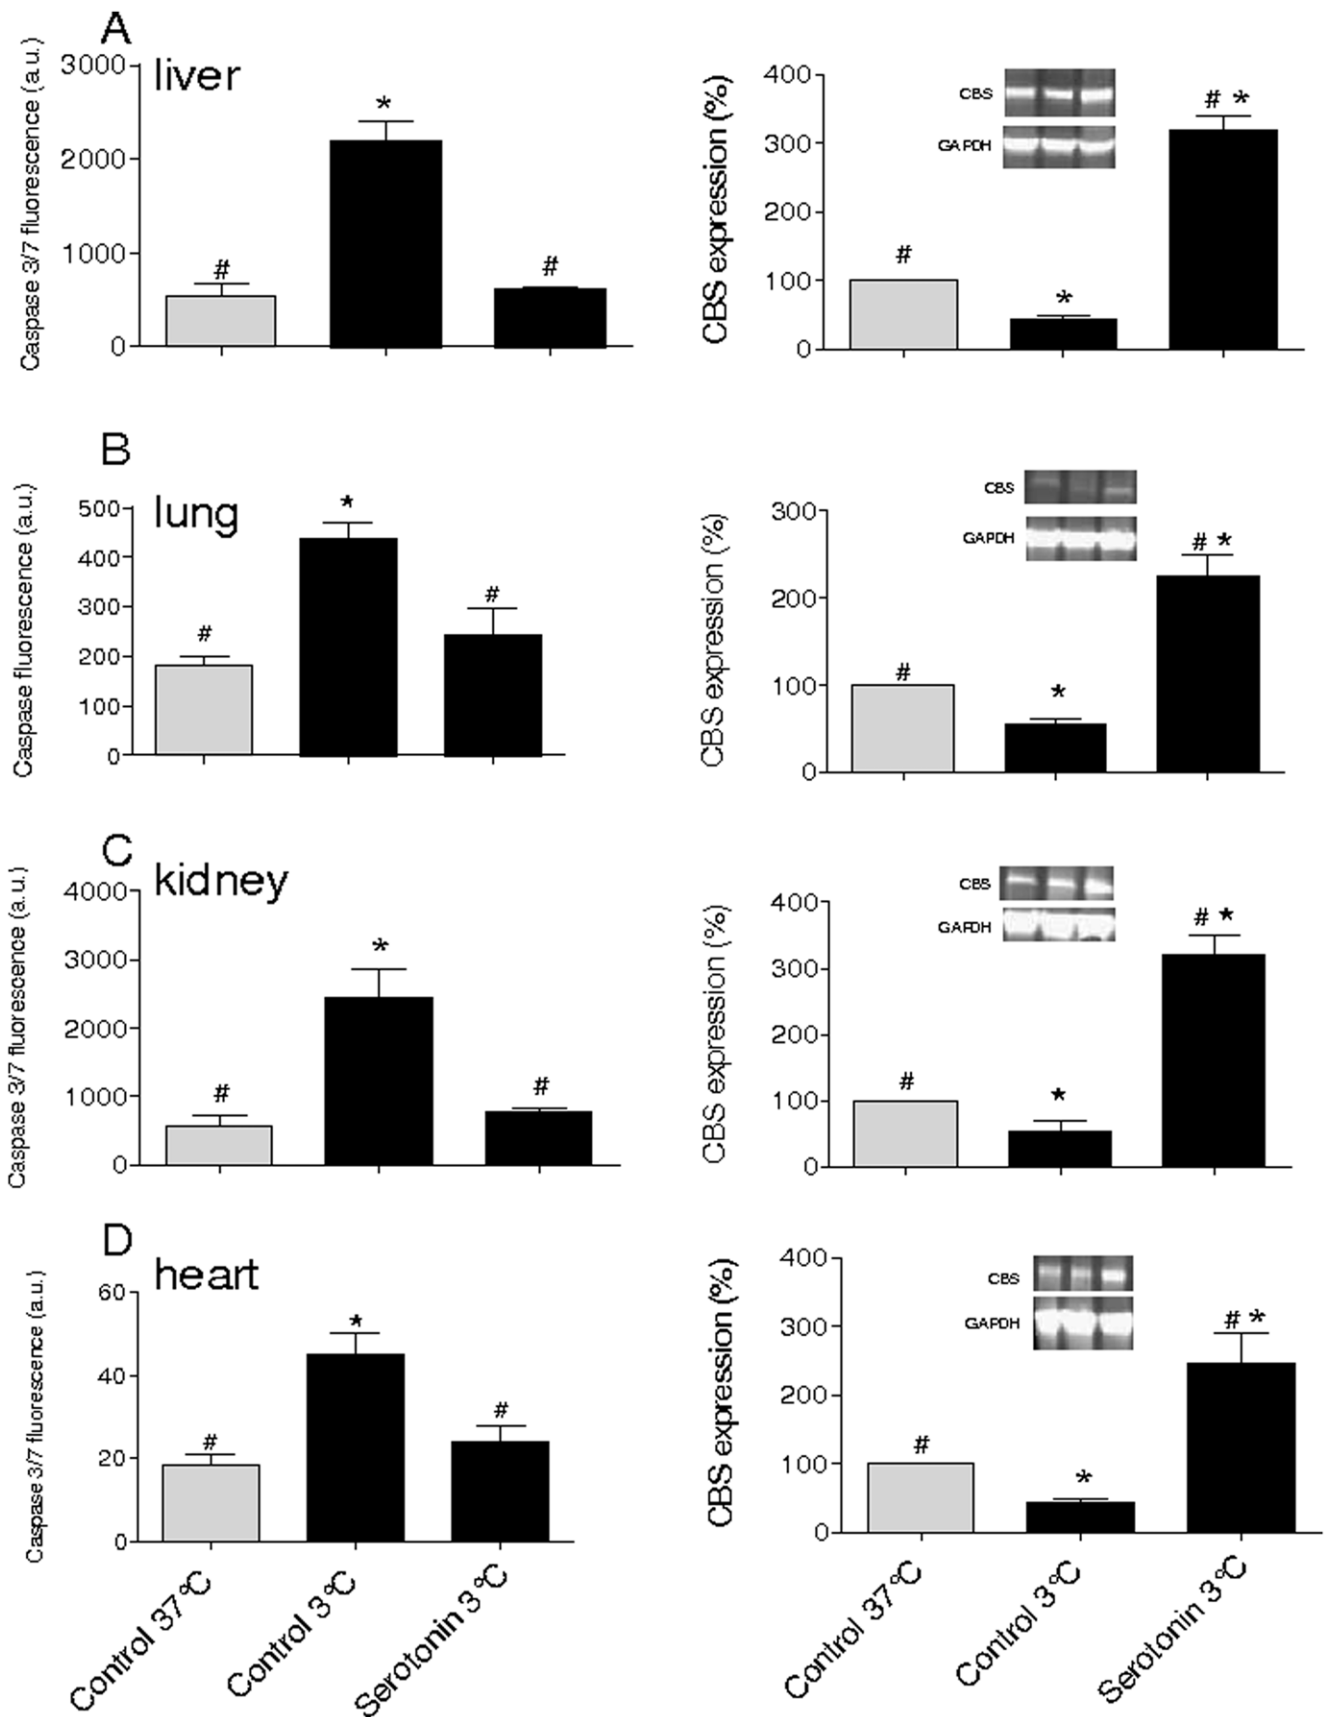 A
liver
Caspase 3/7 fluorescence (a.u.)
3000
2000
1000
0
#
*
#
CBS expression (%)
400
300
200
100
0
CBS
GAPDH
#
*
# *
B
lung
Caspase fluorescence (a.u.)
500
400
300
200
100
0
#
*
#
CBS expression (%)
300
200
100
0
CBS
GAPDH
#
*
# *
C
kidney
Caspase 3/7 fluorescence (a.u.)
4000
3000
2000
1000
0
#
*
#
CBS expression (%)
400
300
200
100
0
CBS
GAPDH
#
*
# *
D
heart
Caspase 3/7 fluorescence (a.u.)
60
40
20
0
#
*
#
Control 37°C
Control 3°C
Serotonin 3°C
CBS expression (%)
400
300
200
100
0
CBS
GAPDH
#
*
# *
Control 37°C
Control 3°C
Serotonin 3°C